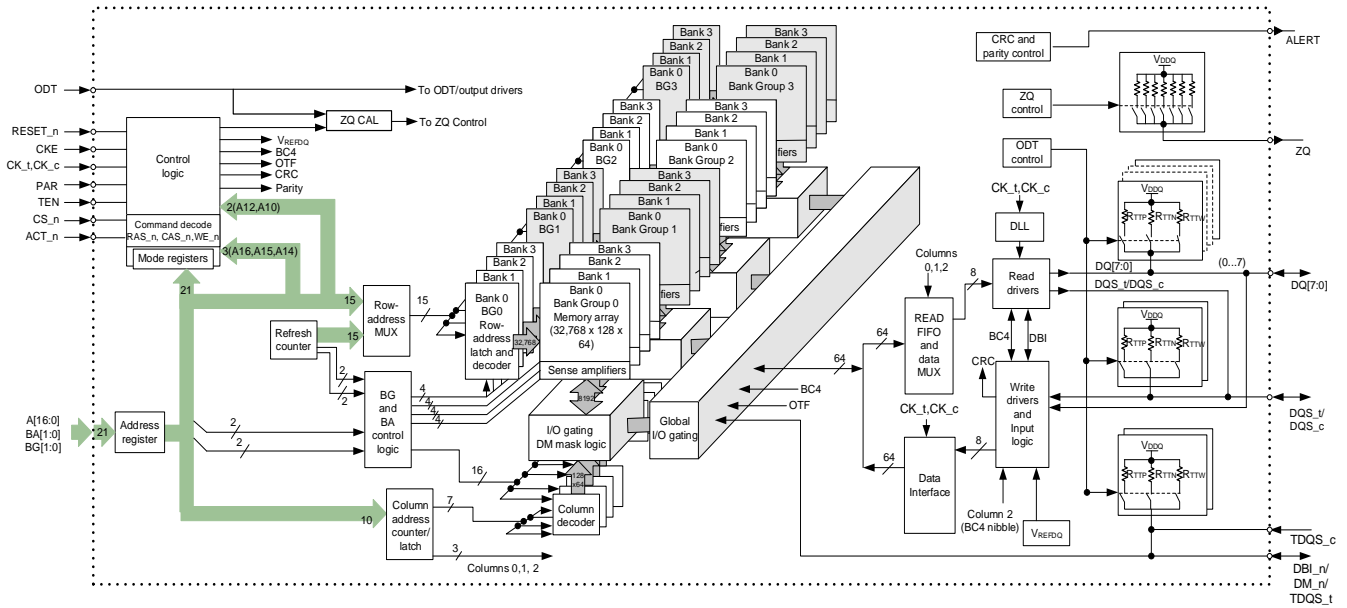 ODT
RESET_n
CKE
CK_t,CK_c
PAR
TEN
CS_n
ACT_n
A[16:0]
BA[1:0]
BG[1:0]
21
Address
register
Control
logic
Command decode
RAS_n, CAS_n,WE_n
Mode registers
21
To ODT/output drivers
ZQ CAL
To ZQ Control
VREFDQ
BC4
OTF
CRC
Parity
2(A12,A10)
3(A16,A15,A14)
15
Refresh
counter
15
Row-
address
MUX
15
2
2
2
2
BG
and
BA
control
logic
4
4
4
4
16
10
Column
address
counter/
latch
7
3
Columns 0,1, 2
Bank 3
Bank 2
Bank 1
Bank 0
BG3
Bank 3
Bank 2
Bank 1
Bank 0
Bank Group 3
Bank 3
Bank 2
Bank 1
Bank 0
BG2
Bank 3
Bank 2
Bank 1
Bank 0
Bank Group 2
ifiers
Bank 3
Bank 2
Bank 1
Bank 0
BG1
Bank 3
Bank 2
Bank 1
Bank 0
Bank Group 1
ifiers
Bank 3
Bank 2
Bank 1
Bank 0
BG0
Row-
address
latch and
decoder
32,768
Bank 3
Bank 2
Bank 1
Bank 0
Bank Group 0
Memory array
(32,768 x 128 x
64)
Sense amplifiers
ifiers
8192
I/O gating
DM mask logic
128
x64
Column
decoder
Global
I/O gating
BC4
OTF
64
64
64
Columns
0,1,2
READ
FIFO
and
data
MUX
8
CK_t,CK_c
Data
Interface
8
CK_t,CK_c
DLL
Read
drivers
BC4
DBI
CRC
Write
drivers
and Input
logic
Column 2
(BC4 nibble)
VREFDQ
DQ[7:0]
DQS_t/DQS_c
(0...7)
CRC and
parity control
ZQ
control
ODT
control
VDDQ
VDDQ
RTTP
RTTN
RTTW
VDDQ
RTTP
RTTN
RTTW
VDDQ
RTTP
RTTN
RTTW
ALERT
ZQ
DQ[7:0]
DQS_t/
DQS_c
TDQS_c
DBI_n/
DM_n/
TDQS_t